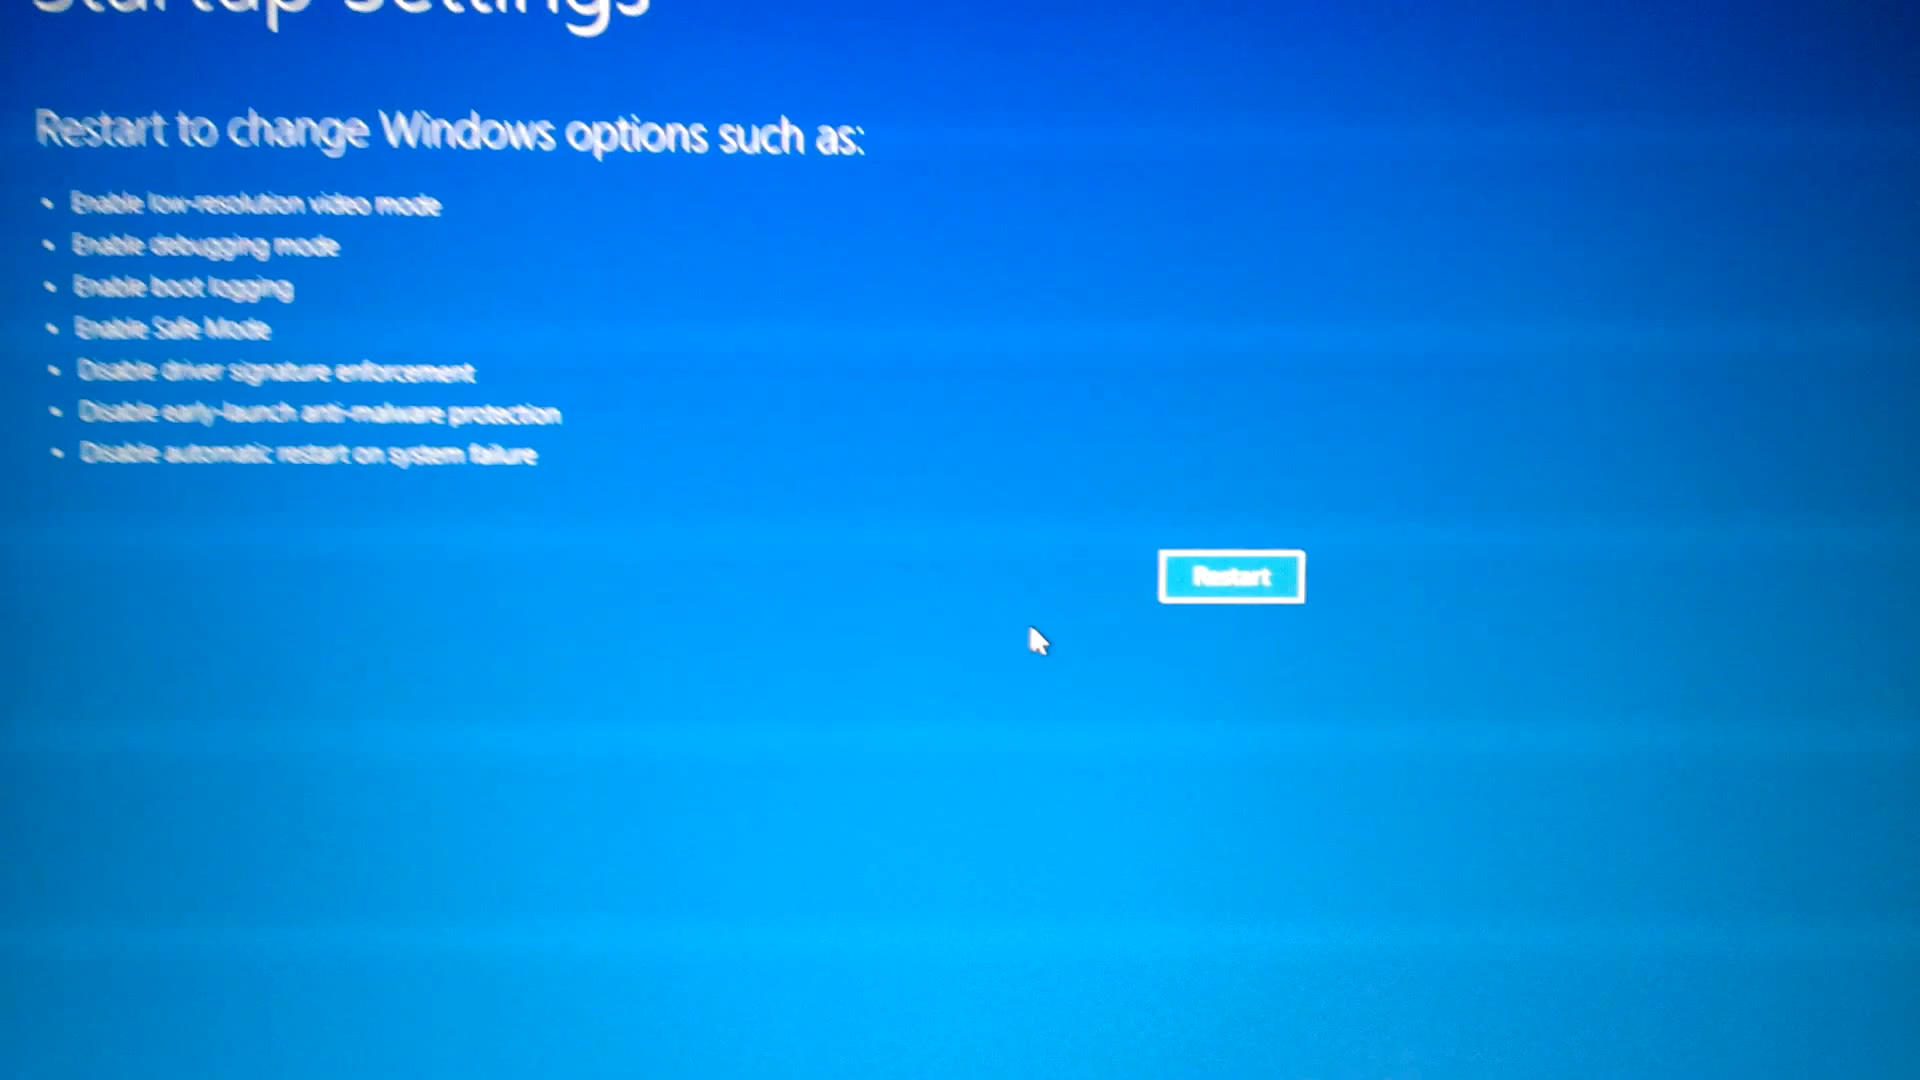 Startup Settings
Restart to change Windows options such as:
• Enable low-resolution video mode
• Enable debugging mode
• Enable boot logging
• Enable Safe Mode
• Disable driver signature enforcement
• Disable early-launch anti-malware protection
• Disable automatic restart on system failure
Restart